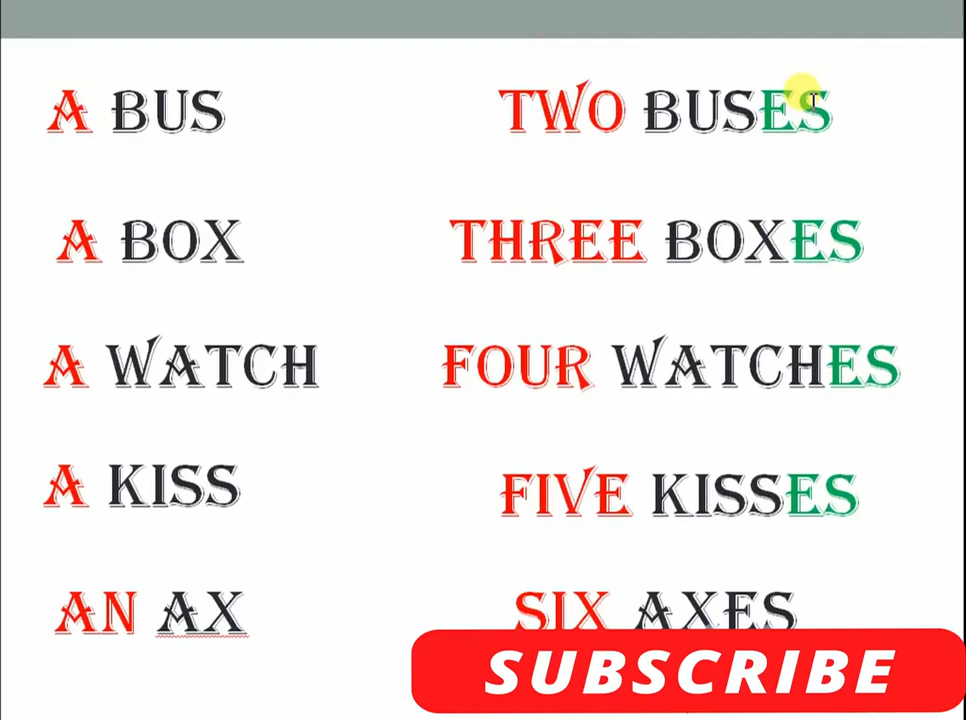 A BUS TWO BUSES
A BOX THREE BOXES
A WATCH FOUR WATCHES
A KISS FIVE KISSES
AN AX SIX AXES
SUBSCRIBE